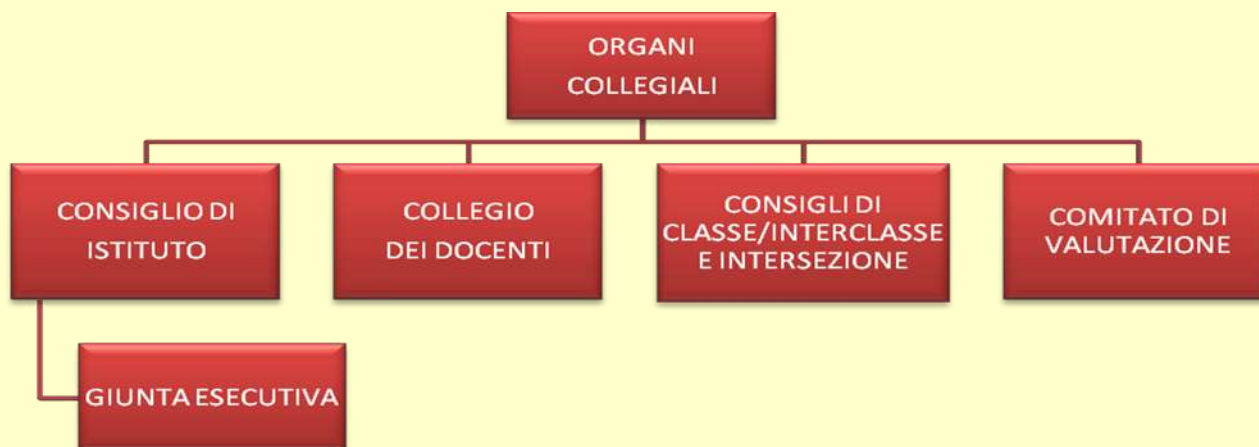 ORGANI
COLLEGIALI
CONSIGLIO DI
ISTITUTO
COLLEGIO
DEI DOCENTI
CONSIGLI DI
CLASSE/INTERCLASSE
E INTERSEZIONE
COMITATO DI
VALUTAZIONE
GIUNTA ESECUTIVA